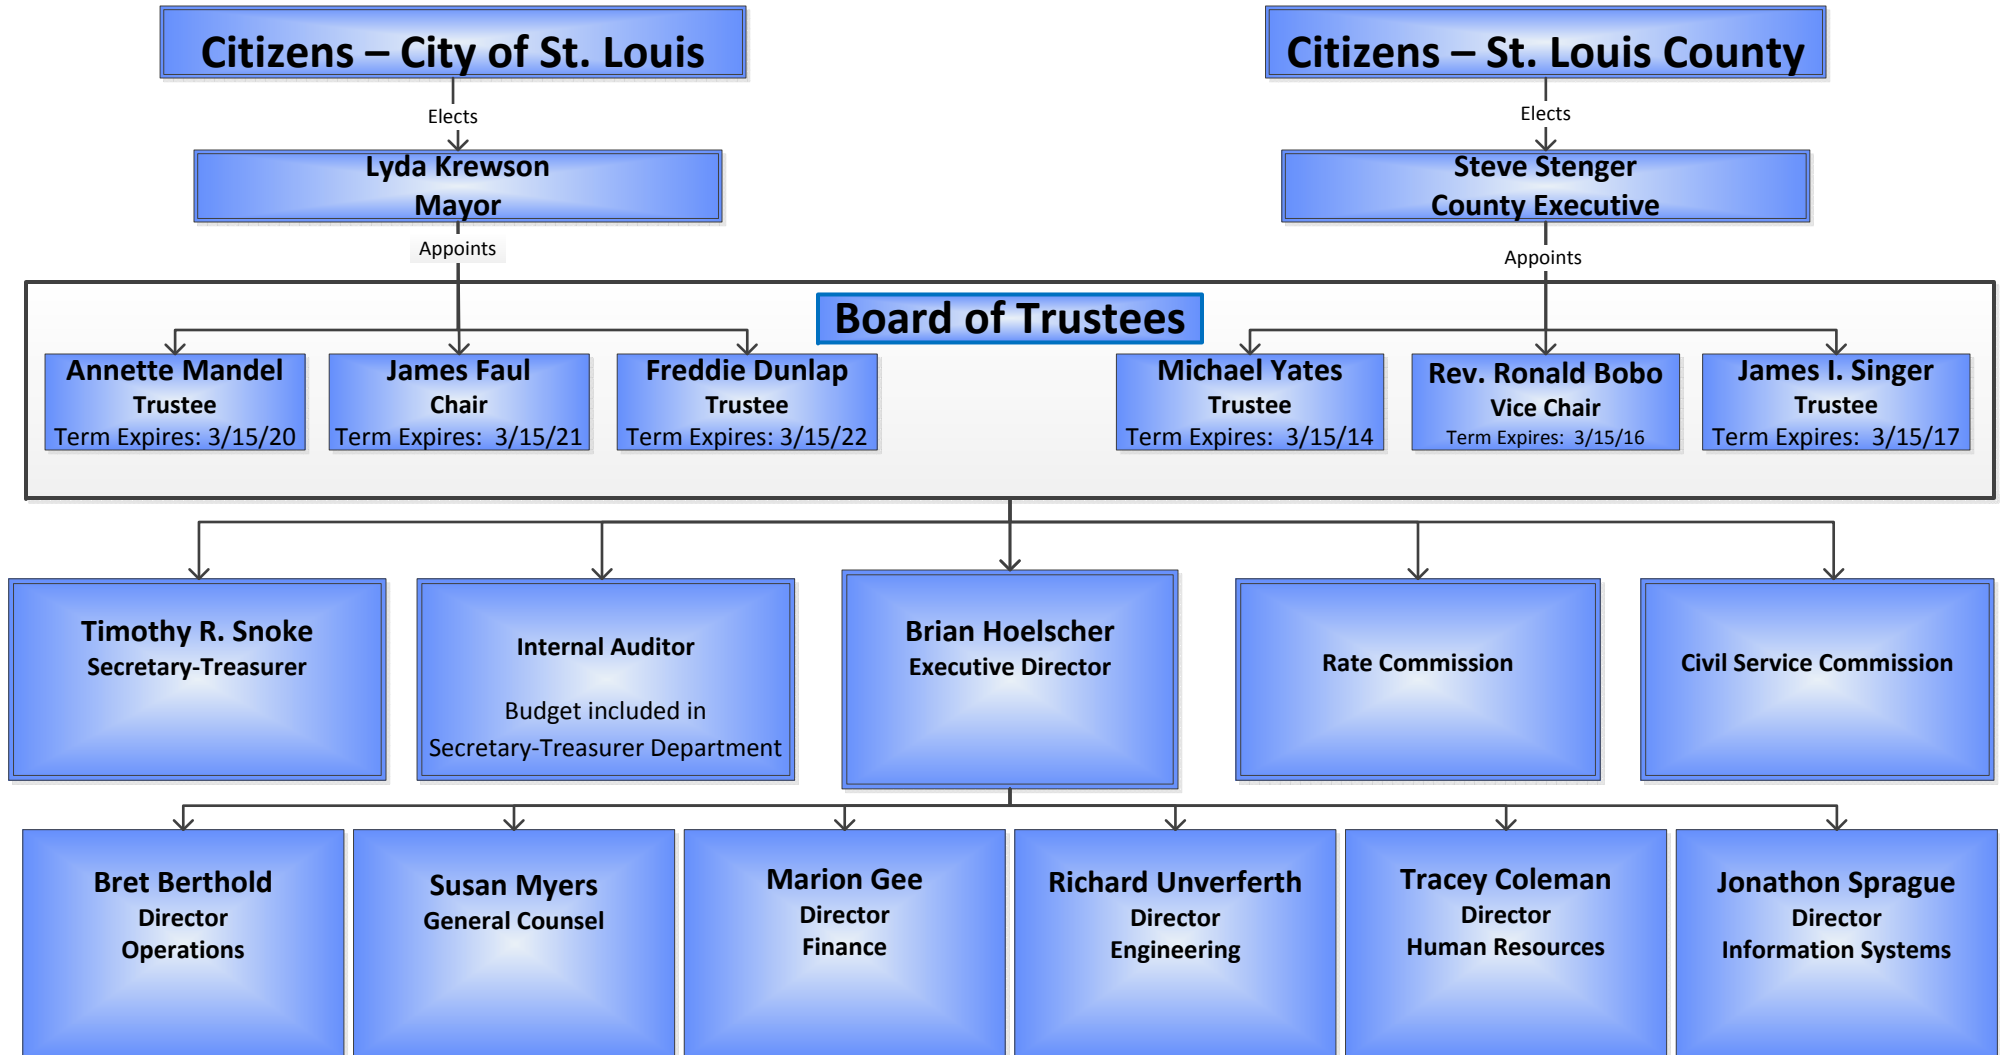 Citizens – City of St. Louis
Citizens – St. Louis County
Elects
Elects
Lyda Krewson
Mayor
Steve Stenger
County Executive
Appoints
Appoints
Board of Trustees
Annette Mandel
Trustee
Term Expires: 3/15/20
James Faul
Chair
Term Expires: 3/15/21
Freddie Dunlap
Trustee
Term Expires: 3/15/22
Michael Yates
Trustee
Term Expires: 3/15/14
Rev. Ronald Bobo
Vice Chair
Term Expires: 3/15/16
James I. Singer
Trustee
Term Expires: 3/15/17
Timothy R. Snoke
Secretary-Treasurer
Internal Auditor
Budget included in
Secretary-Treasurer Department
Brian Hoelscher
Executive Director
Rate Commission
Civil Service Commission
Bret Berthold
Director
Operations
Susan Myers
General Counsel
Marion Gee
Director
Finance
Richard Unverferth
Director
Engineering
Tracey Coleman
Director
Human Resources
Jonathon Sprague
Director
Information Systems